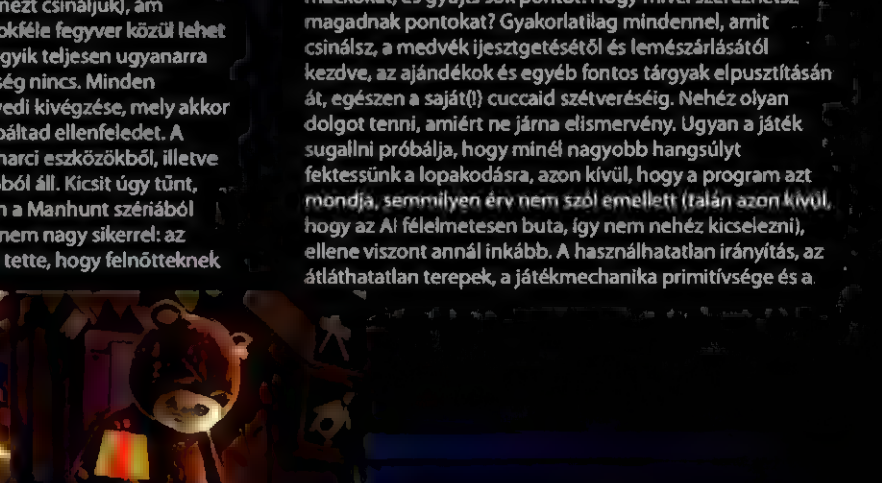 nezt csináljuk), ám
okféle fegyver közül lehet
gyik teljesen ugyanarra
ség nincs. Minden
vedi kivégzése, mely akkor
báltad ellenfeledet. A
harci eszközökből, illetve
ból áll. Kicsit úgy tűnt,
n a Manhunt szériából
nem nagy sikerrel: az
tette, hogy felnőtteknek
magadnak pontokat? Gyakorlatilag mindennel, amit
csinálsz, a medvék ijesztgetésétől és lemészárlásától
kezdve, az ajándékok és egyéb fontos tárgyak elpusztításán
át, egészen a saját(!) cuccaid szétveréséig. Nehéz olyan
dolgot tenni, amiért ne járna elismervény. Ugyan a játék
sugallni próbálja, hogy minél nagyobb hangsúlyt
fektessünk a lopakodásra, azon kívül, hogy a program azt
mondja, semmilyen érv nem szól emellett (talán azon kívül,
hogy az AI félelmetesen buta, így nem nehéz kicselezni),
ellene viszont annál inkább. A használhatatlan irányítás, az
átláthatatlan terepek, a játékmechanika primitívsége és a